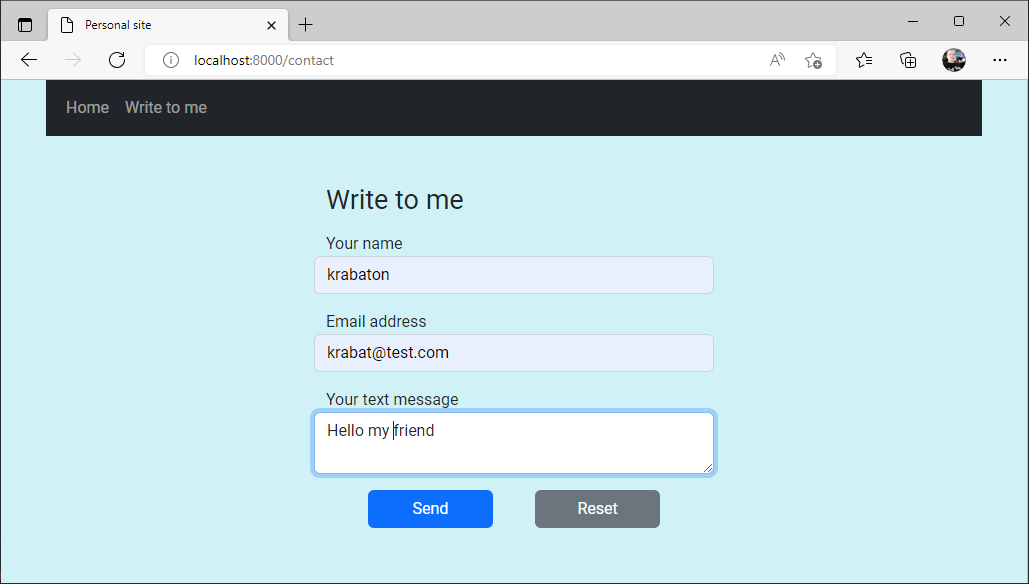 Personal site
localhost:8000/contact
Home Write to me
Write to me
Your name
krabaton
Email address
krabat@test.com
Your text message
Hello my friend
Send Reset